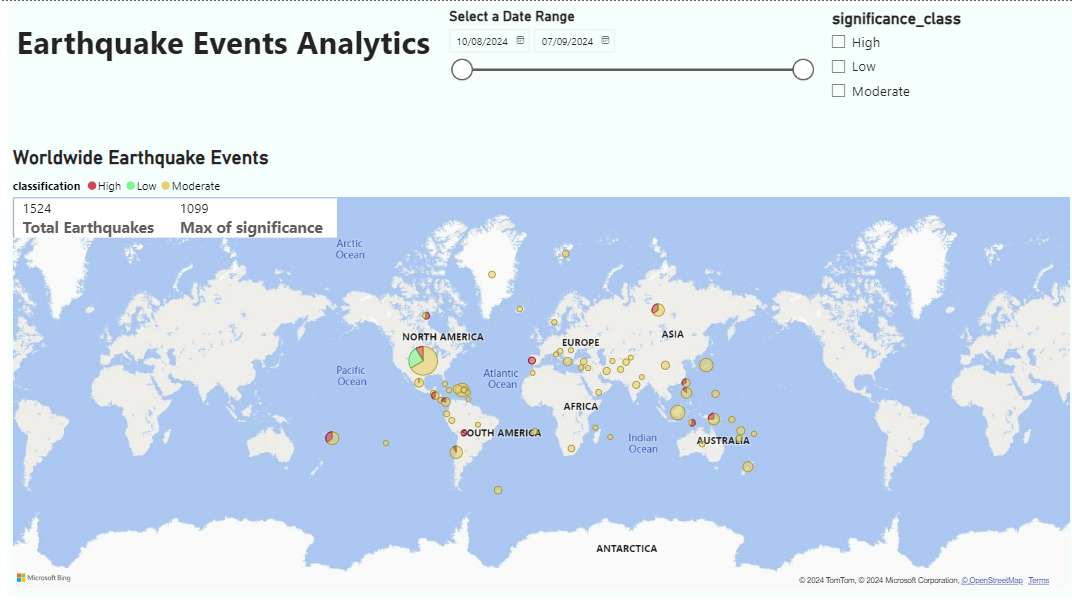 Earthquake Events Analytics
Select a Date Range
10/08/2024
07/09/2024
significance_class
High
Low
Moderate
Worldwide Earthquake Events
classification High Low Moderate
1524
Total Earthquakes
1099
Max of significance
Arctic
Ocean
NORTH AMERICA
EUROPE
ASIA
Pacific
Ocean
Atlantic
Ocean
AFRICA
SOUTH AMERICA
Indian
Ocean
AUSTRALIA
ANTARCTICA
Microsoft Bing
© 2024 TomTom, © 2024 Microsoft Corporation, © OpenStreetMap Terms